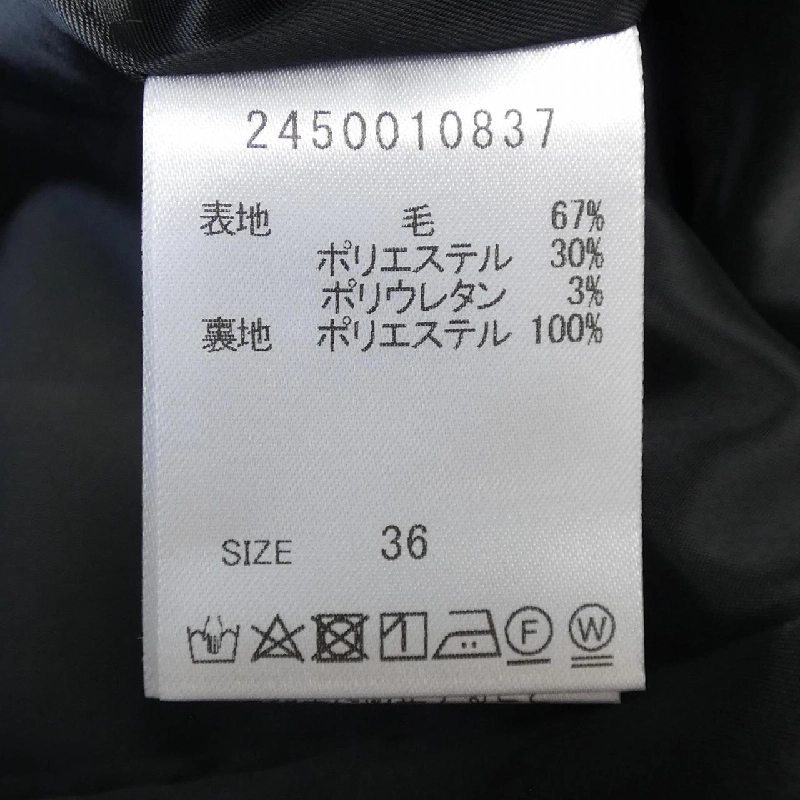 2450010837
表地 毛 67%
ポリエステル 30%
ポリウレタン 3%
裏地 ポリエステル 100%
SIZE 36
F W